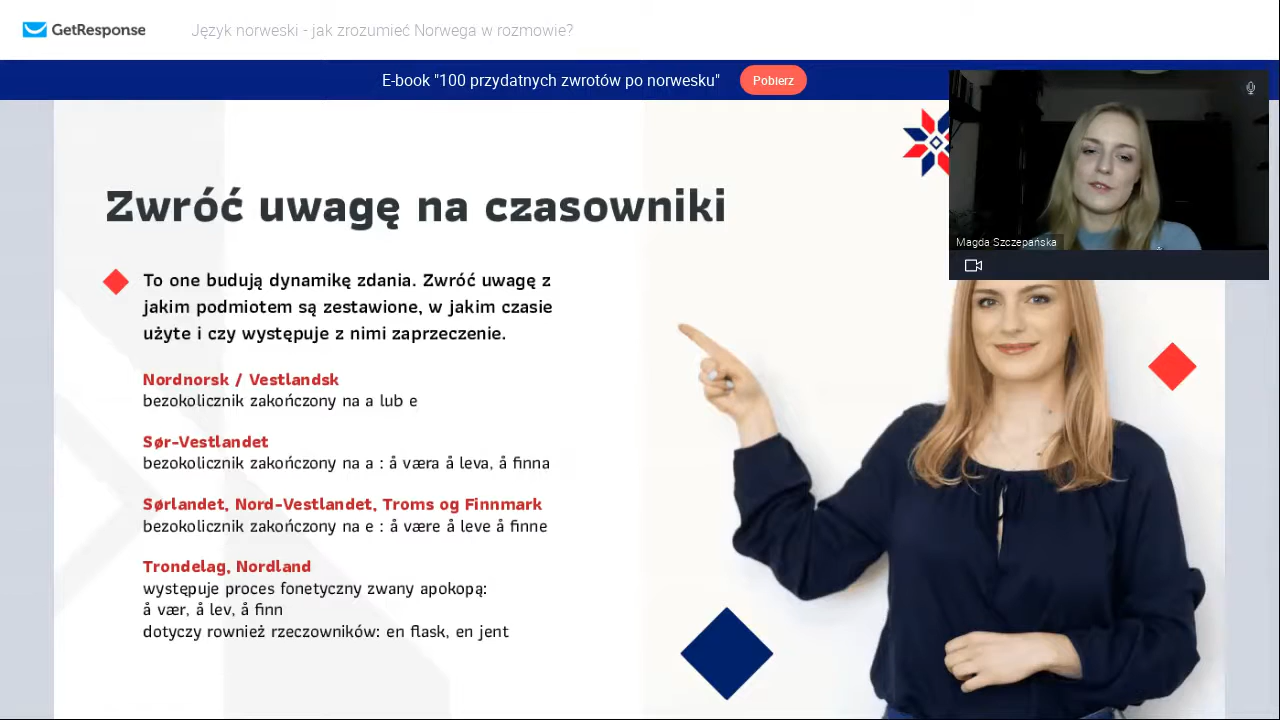 GetResponse
Język norweski - jak zrozumieć Norwega w rozmowie?
E-book "100 przydatnych zwrotów po norwesku"
Pobierz
Magda Szczepańska
Zwróć uwagę na czasowniki
To one budują dynamikę zdania. Zwróć uwagę z
jakim podmiotem są zestawione, w jakim czasie
użyte i czy występuje z nimi zaprzeczenie.
Nordnorsk / Vestlandsk
bezokolicznik zakończony na a lub e
Sør-Vestlandet
bezokolicznik zakończony na a : å væra å leva, å finna
Sørlandet, Nord-Vestlandet, Troms og Finnmark
bezokolicznik zakończony na e : å være å leve å finne
Trondelag, Nordland
występuje proces fonetyczny zwany apokopą:
å vær, å lev, å finn
dotyczy rownież rzeczowników: en flask, en jent